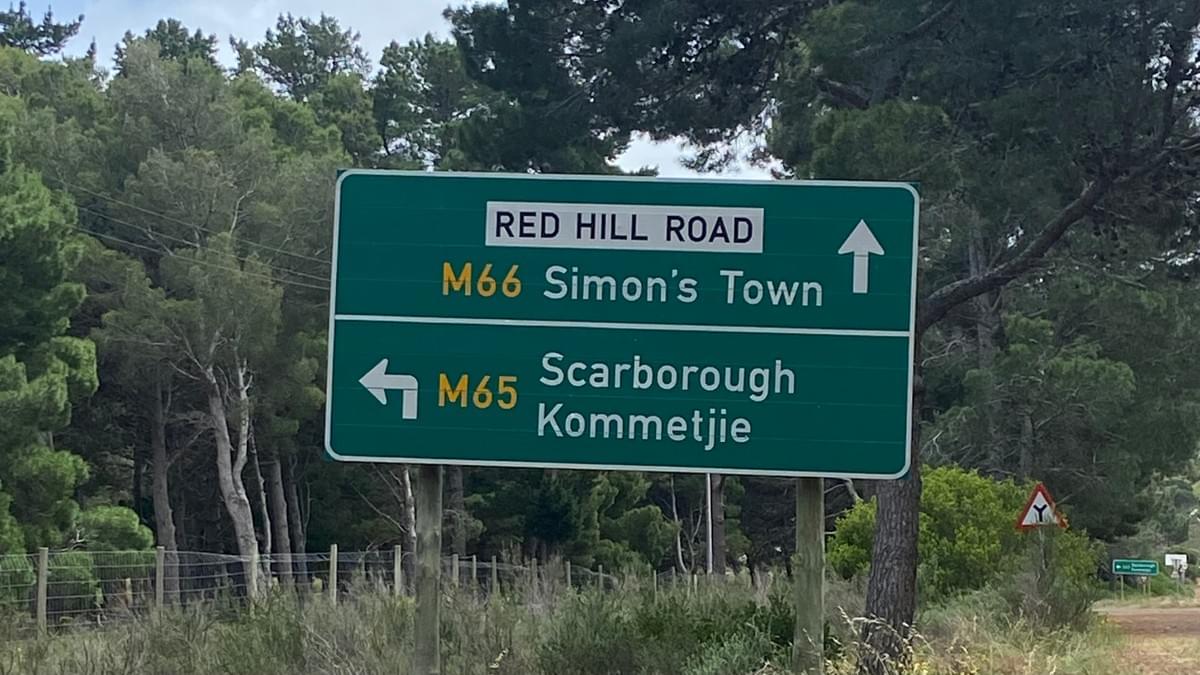 RED HILL ROAD
M66 Simon's Town
M65 Scarborough
Kommetjie